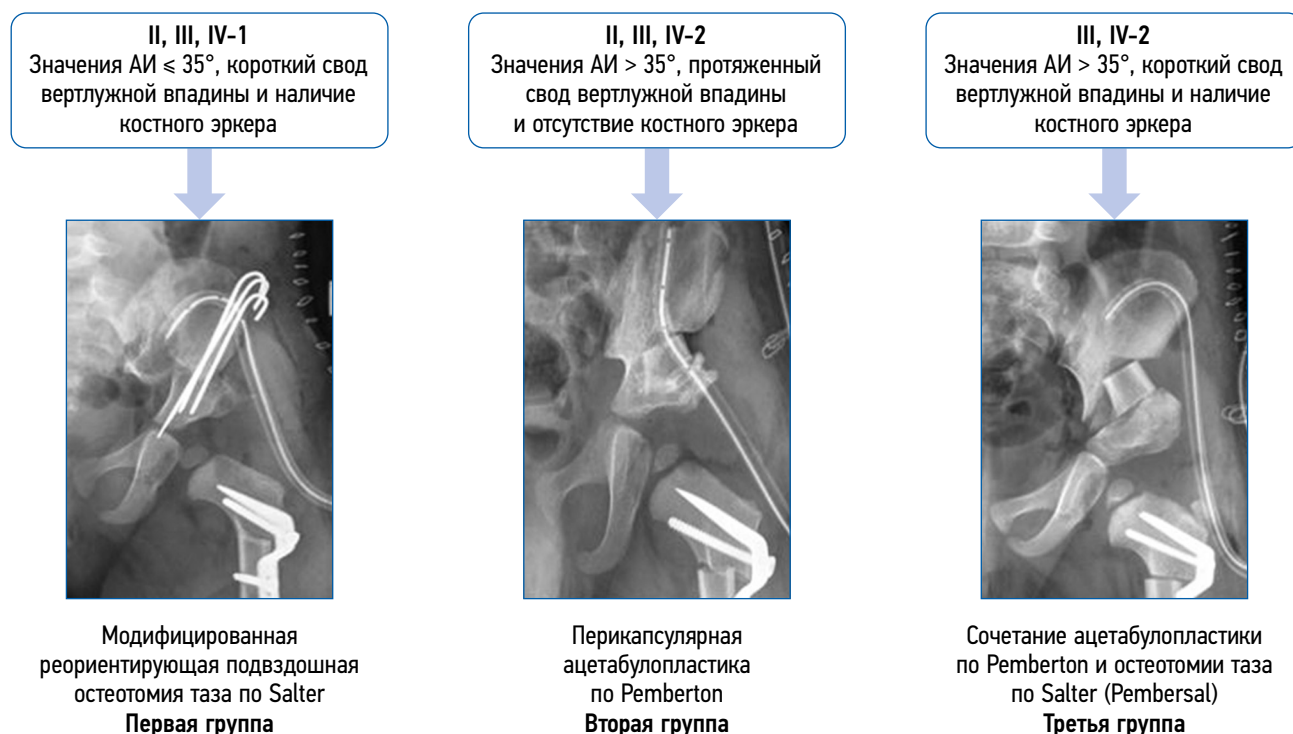 II, III, IV-1
Значения АИ ⩽ 35°, короткий свод
вертлужной впадины и наличие
костного эркера
II, III, IV-2
Значения АИ > 35°, протяженный
свод вертлужной впадины
и отсутствие костного эркера
III, IV-2
Значения АИ > 35°, короткий свод
вертлужной впадины и наличие
костного эркера
Модифицированная
реориентирующая подвздошная
остеотомия таза по Salter
Первая группа
Перикапсулярная
ацетабулопластика
по Pemberton
Вторая группа
Сочетание ацетабулопластики
по Pemberton и остеотомии таза
по Salter (Pembersal)
Третья группа